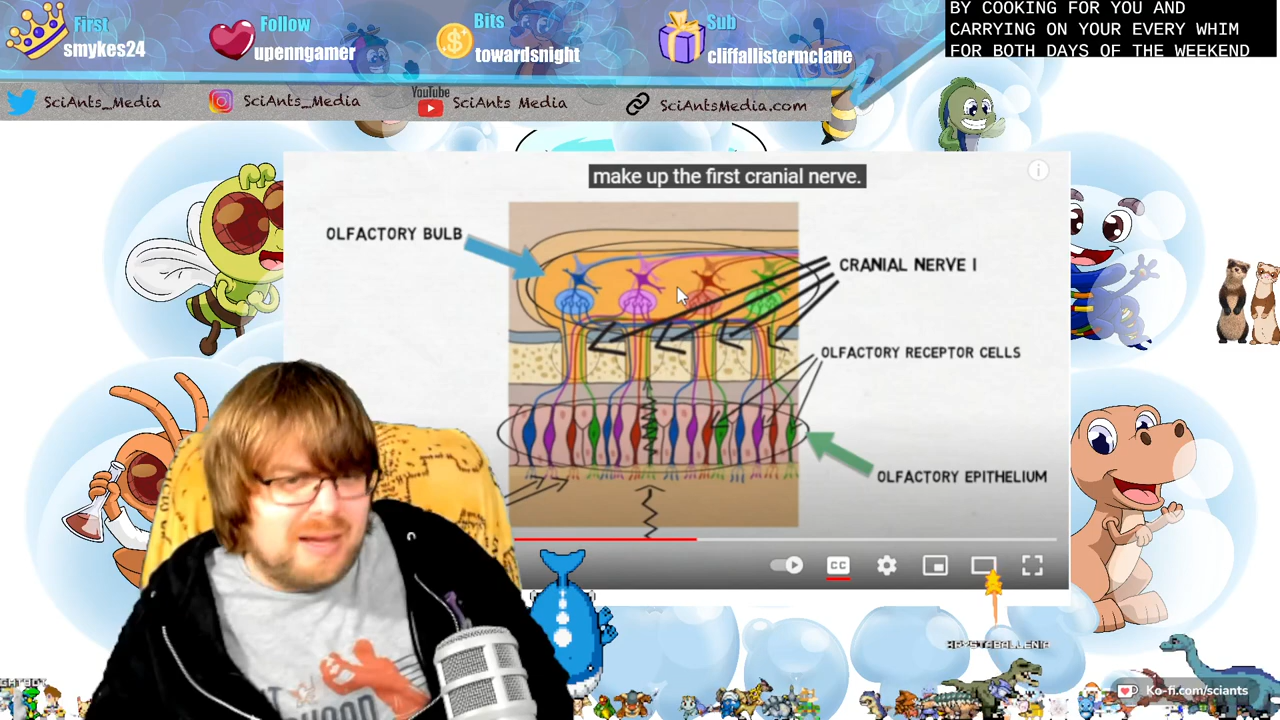 First
smykes24
Follow
upenngamer
Bits
towardsnight
Sub
cliffallistermclane
BY COOKING FOR YOU AND
CARRYING ON YOUR EVERY WHIM
FOR BOTH DAYS OF THE WEEKEND
SciAnts_Media
SciAnts_Media
YouTube
SciAnts Media
SciAntsMedia.com
make up the first cranial nerve.
OLFACTORY BULB
CRANIAL NERVE I
OLFACTORY RECEPTOR CELLS
OLFACTORY EPITHELIUM
CC
Ko-fi.com/sciants